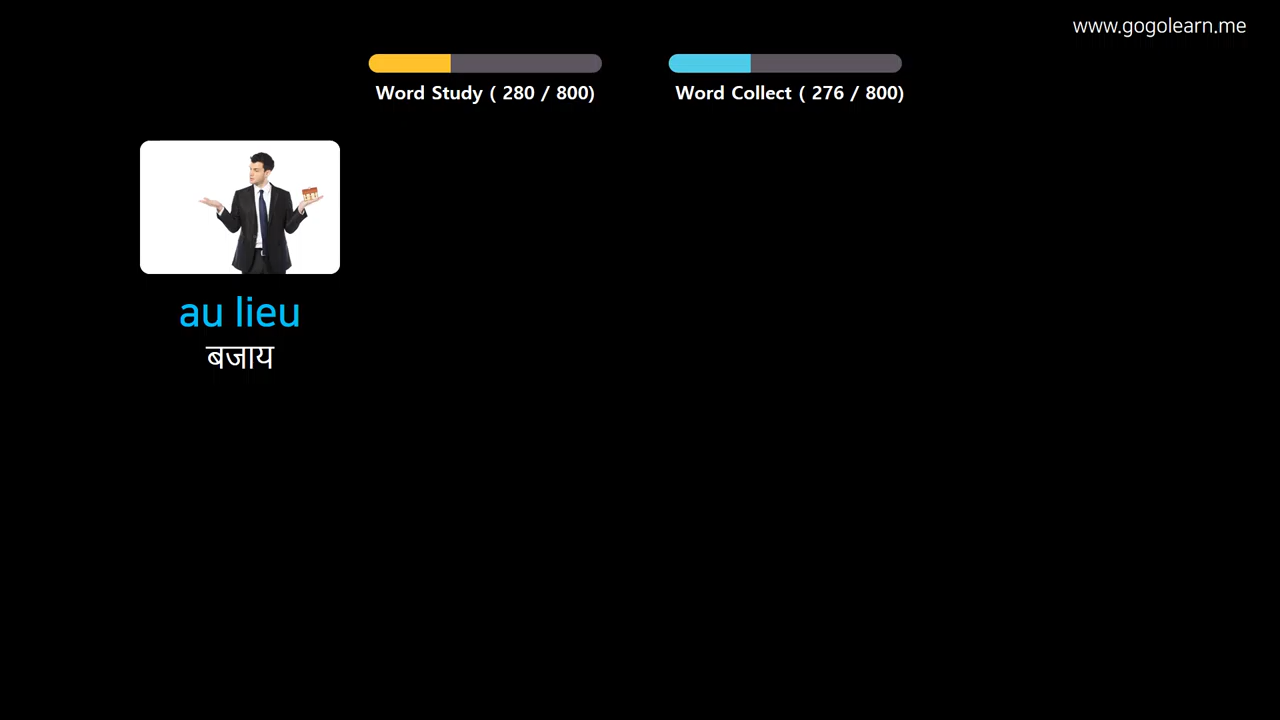 www.gogolearn.me
Word Study ( 280 / 800)
Word Collect ( 276 / 800)
au lieu
बजाय